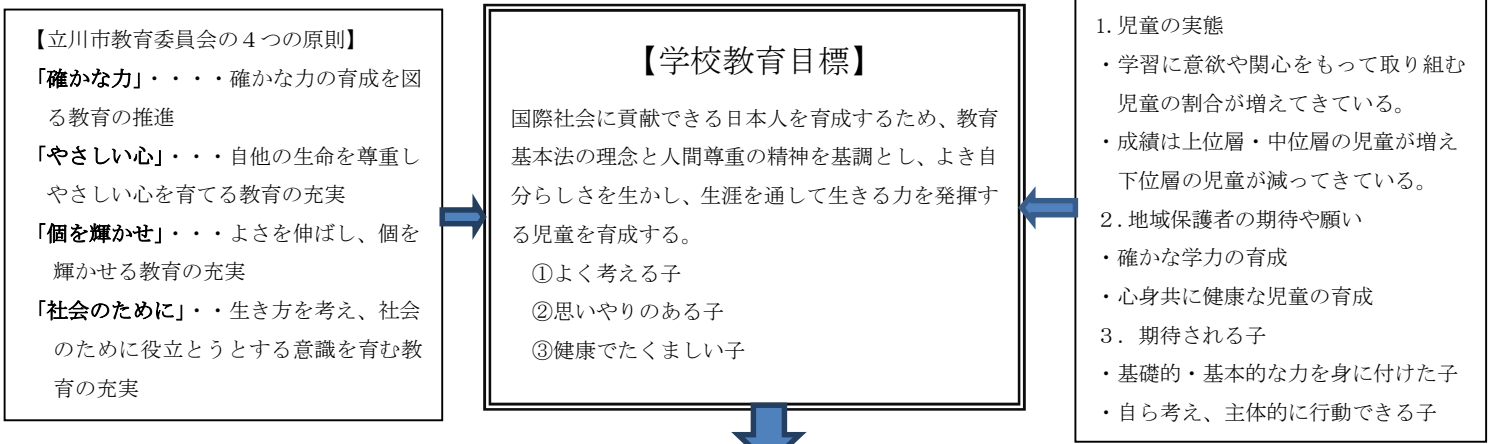 【立川市教育委員会の４つの原則】
「確かな力」・・・・確かな力の育成を図
る教育の推進
「やさしい心」・・・自他の生命を尊重し
やさしい心を育てる教育の充実
「個を輝かせ」・・・よさを伸ばし、個を
輝かせる教育の充実
「社会のために」・・生き方を考え、社会
のために役立とうとする意識を育む教
育の充実
【学校教育目標】
国際社会に貢献できる日本人を育成するため、教育
基本法の理念と人間尊重の精神を基調とし、よき自
分らしさを生かし、生涯を通して生きる力を発揮す
る児童を育成する。
①よく考える子
②思いやりのある子
③健康でたくましい子
1.児童の実態
・学習に意欲や関心をもって取り組む
児童の割合が増えてきている。
・成績は上位層・中位層の児童が増え
下位層の児童が減ってきている。
２.地域保護者の期待や願い
・確かな学力の育成
・心身共に健康な児童の育成
３．期待される子
・基礎的・基本的な力を身に付けた子
・自ら考え、主体的に行動できる子